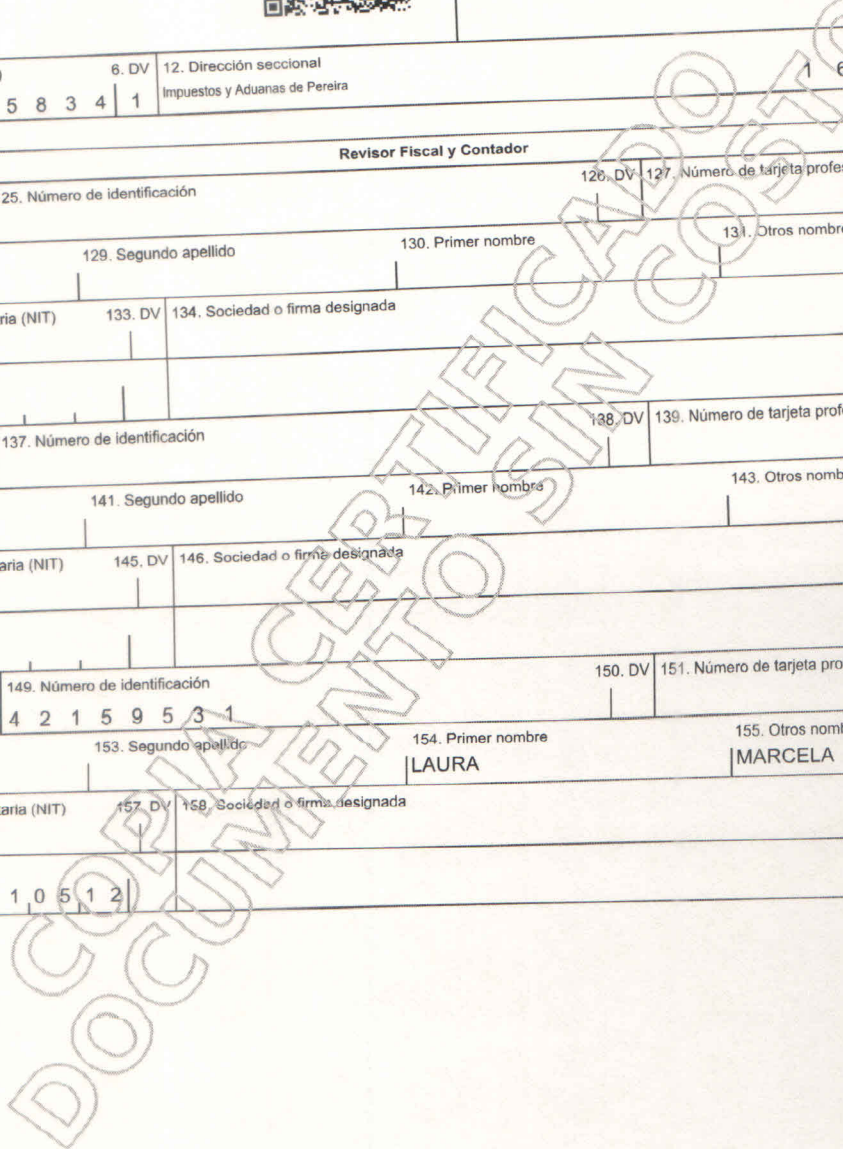 6. DV 12. Dirección seccional
5 8 3 4 1 Impuestos y Aduanas de Pereira 1 6
Revisor Fiscal y Contador
25. Número de identificación 126. DV 127. Número de tarjeta profes
129. Segundo apellido 130. Primer nombre 131. Otros nombre
ria (NIT) 133. DV 134. Sociedad o firma designada
137. Número de identificación 138. DV 139. Número de tarjeta prof
141. Segundo apellido 142. Primer nombre 143. Otros nomb
aria (NIT) 145. DV 146. Sociedad o firma designada
149. Número de identificación 150. DV 151. Número de tarjeta pro
4 2 1 5 9 5 3 1
153. Segundo apellido 154. Primer nombre 155. Otros nomb
LAURA MARCELA
taria (NIT) 157. DV 158. Sociedad o firma designada
1 0 5 1 2
COPIA CERTIFICADO
DOCUMENTO SIN COSTO